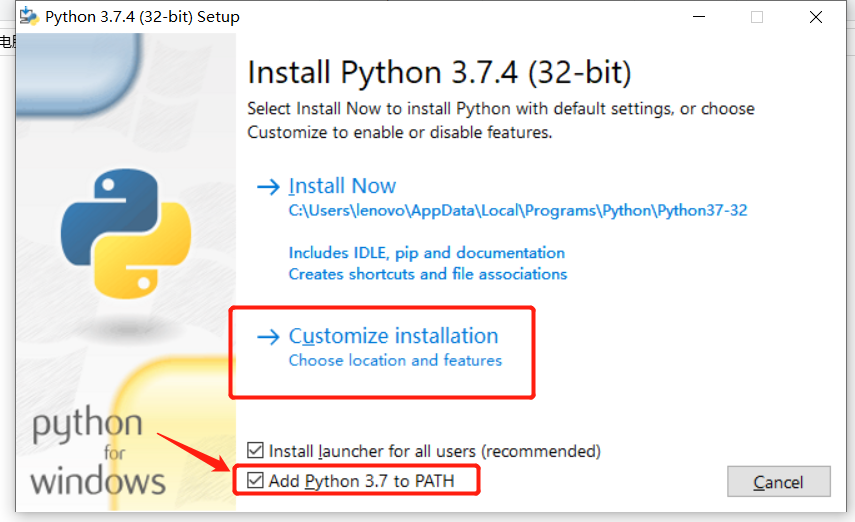 Python 3.7.4 (32-bit) Setup
Install Python 3.7.4 (32-bit)
Select Install Now to install Python with default settings, or choose
Customize to enable or disable features.
Install Now
C:\Users\lenovo\AppData\Local\Programs\Python\Python37-32
Includes IDLE, pip and documentation
Creates shortcuts and file associations
Customize installation
Choose location and features
python
for
windows
Install launcher for all users (recommended)
Add Python 3.7 to PATH
Cancel